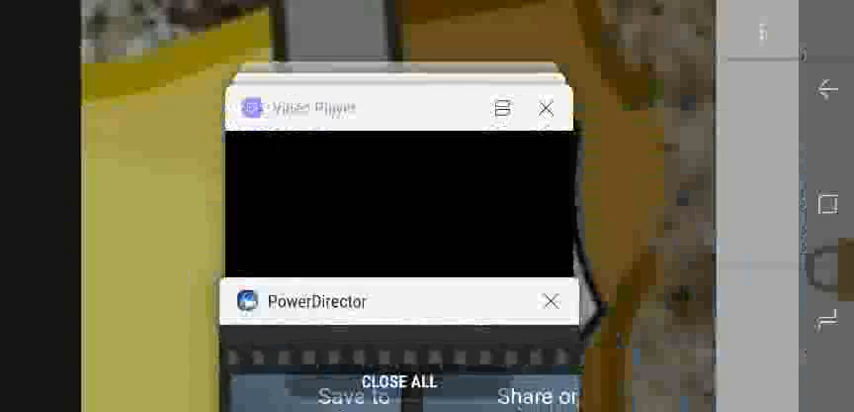 Video Player
PowerDirector
CLOSE ALL
Save to
Share or